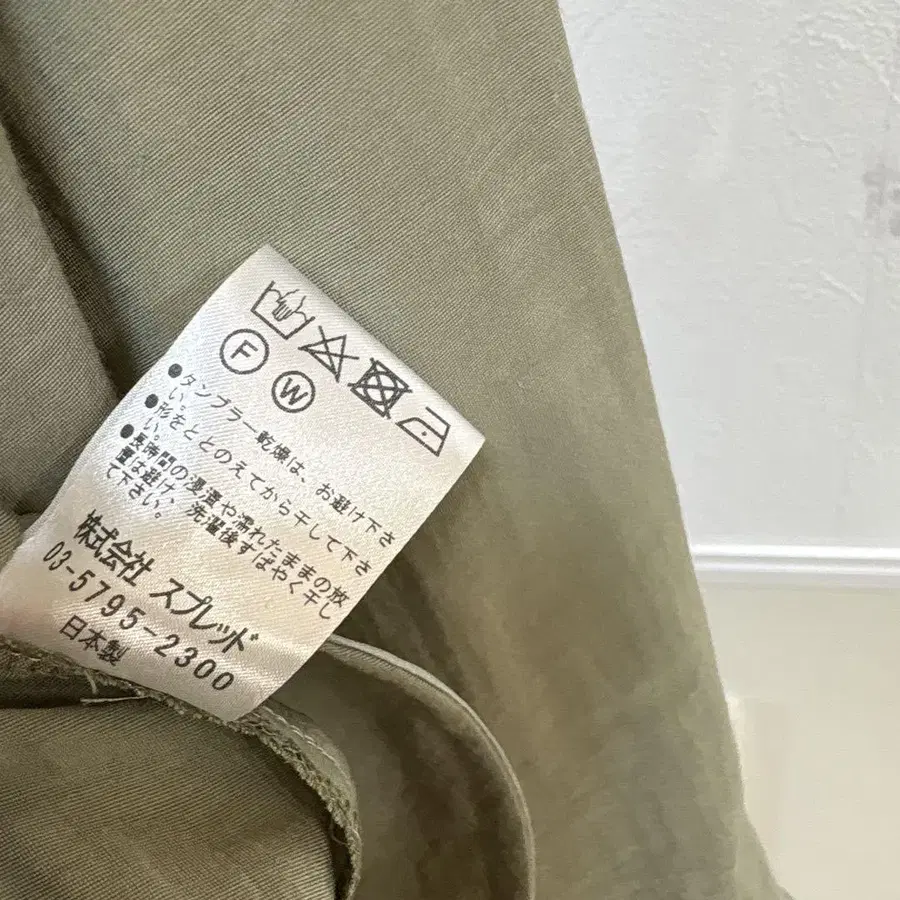 F
W
●タンブラー乾燥は、お避け下さ
い。
●形をととのえてから干して下さ
い。
●長時間の浸漬や濡れたままの放
置は避け、洗濯後すばやく干し
て下さい。
株式会社 スプレッド
03-5795-2300
日本製